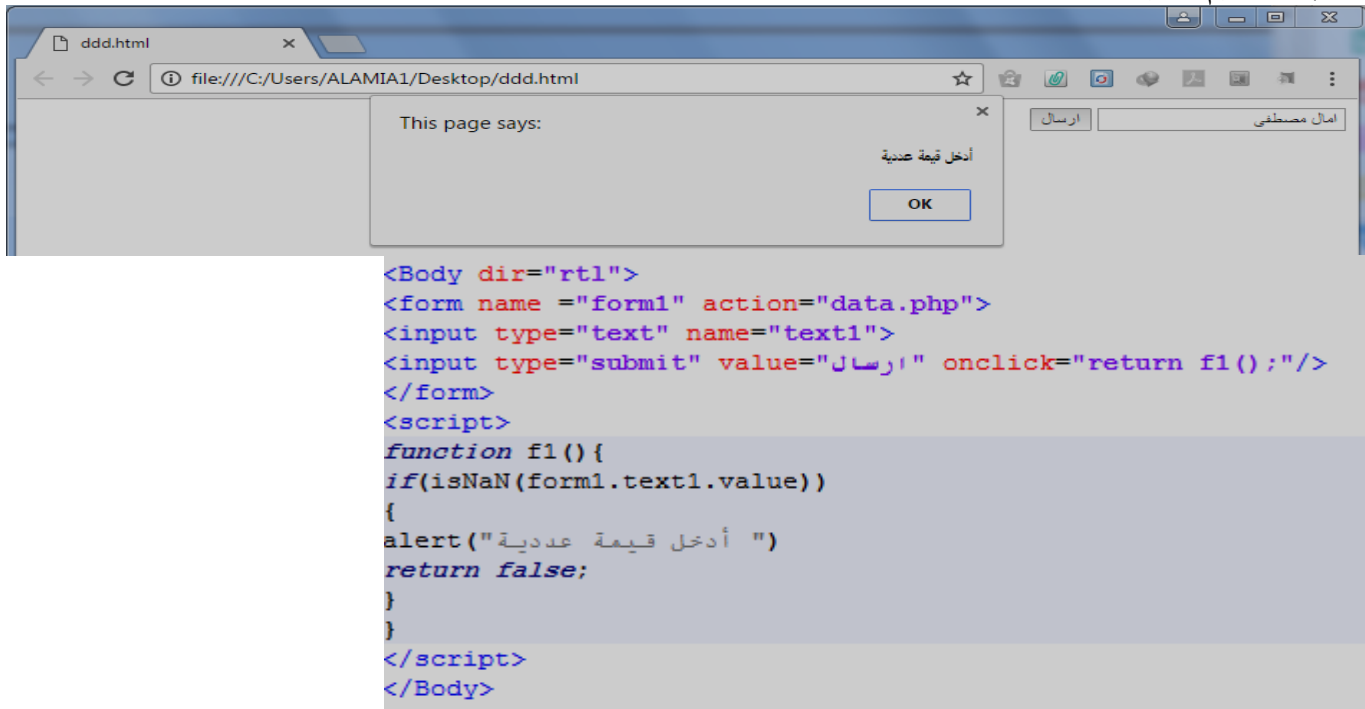 ddd.html
file:///C:/Users/ALAMIA1/Desktop/ddd.html
This page says:
أدخل قيمة عددية
OK
امال مصطفى
ارسال
<Body dir="rtl">
<form name ="form1" action="data.php">
<input type="text" name="text1">
<input type="submit" value="ارسال" onclick="return f1();"/>
</form>
<script>
function f1(){
if(isNaN(form1.text1.value))
{
alert("أدخل قيمة عددية ")
return false;
}
}
</script>
</Body>